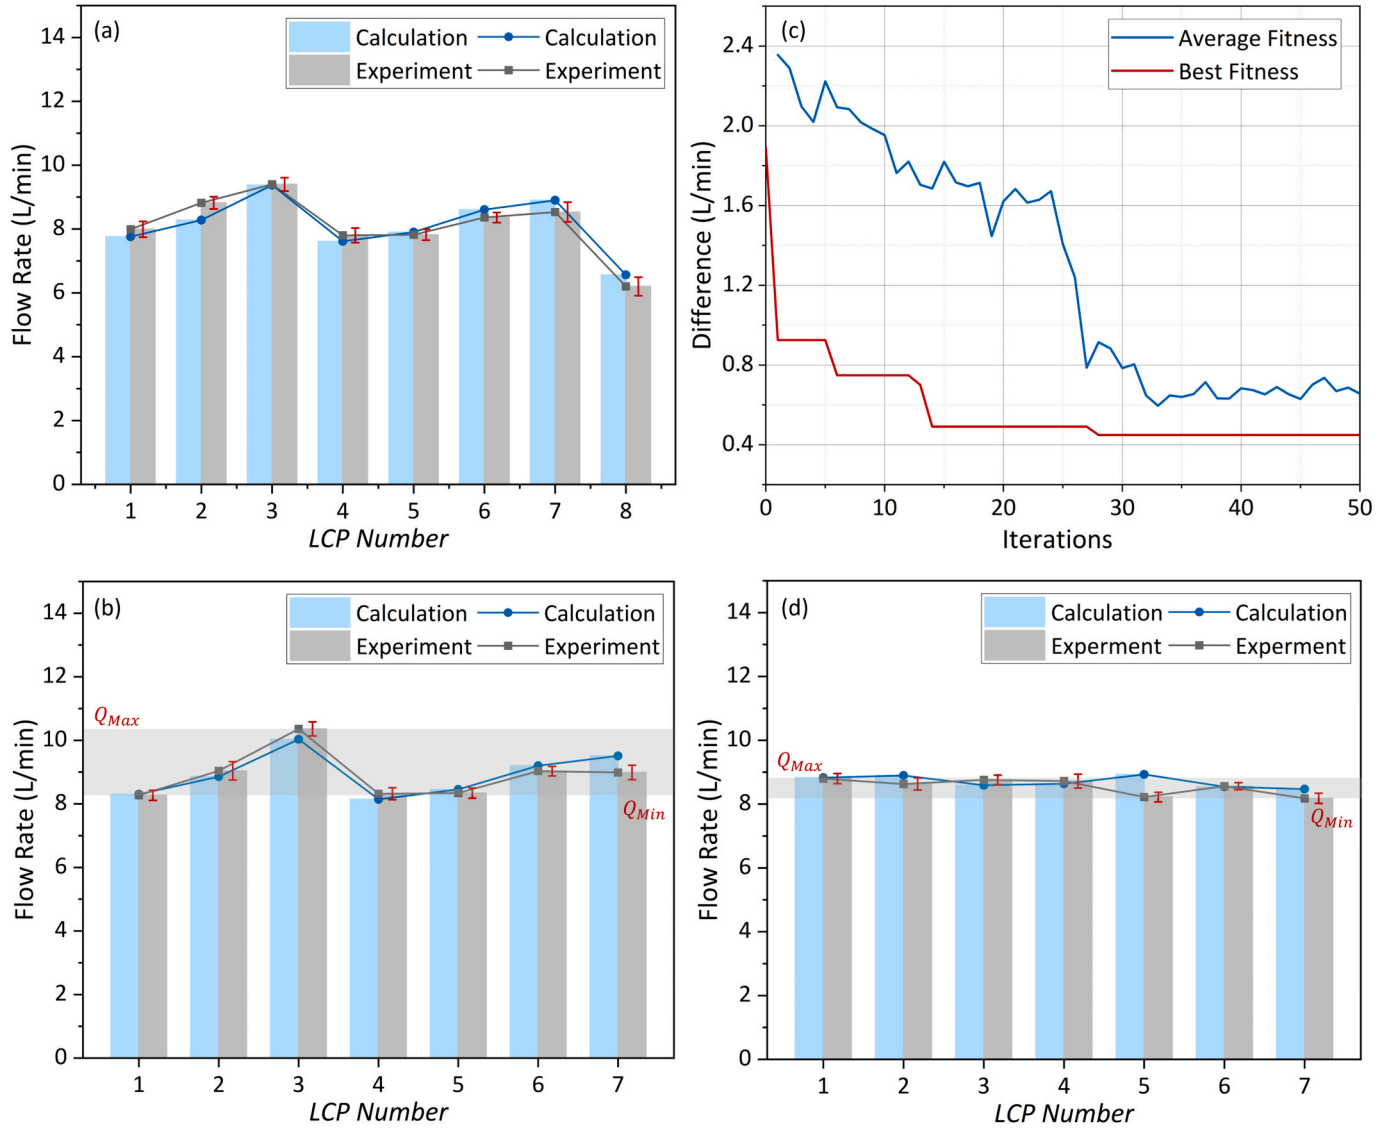 (a)
Calculation Calculation
Experiment Experiment
14
12
10
8
6
4
2
0
Flow Rate (L/min)
1 2 3 4 5 6 7 8
LCP Number
(c)
Average Fitness
Best Fitness
2.4
2.0
1.6
1.2
0.8
0.4
Difference (L/min)
0 10 20 30 40 50
Iterations
(b)
Calculation Calculation
Experiment Experiment
14
12
10
8
6
4
2
0
Flow Rate (L/min)
Q_Max
Q_Min
1 2 3 4 5 6 7
LCP Number
(d)
Calculation Calculation
Experment Experment
14
12
10
8
6
4
2
0
Flow Rate (L/min)
Q_Max
Q_Min
1 2 3 4 5 6 7
LCP Number